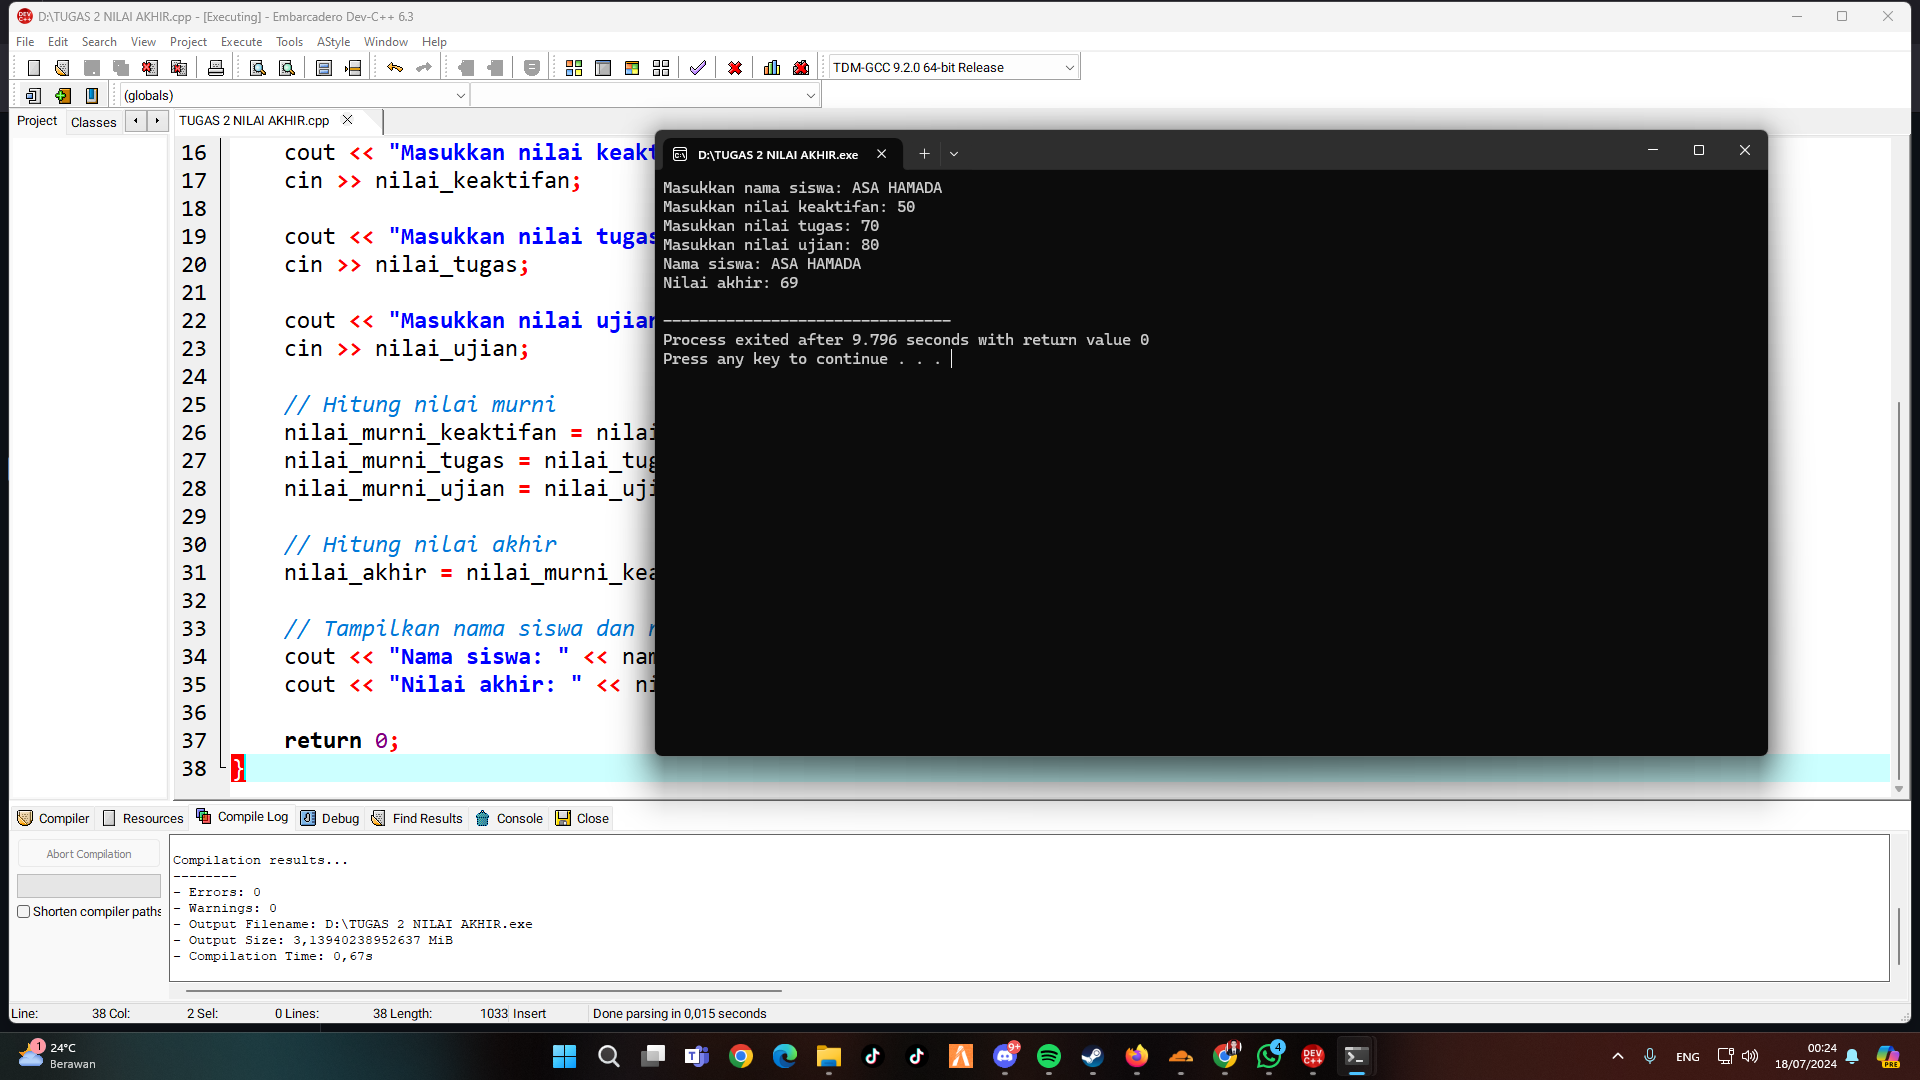 D:\TUGAS 2 NILAI AKHIR.cpp - [Executing] - Embarcadero Dev-C++ 6.3
File Edit Search View Project Execute Tools AStyle Window Help
TDM-GCC 9.2.0 64-bit Release
(globals)
Project Classes
TUGAS 2 NILAI AKHIR.cpp
16 cout << "Masukkan nilai keakt
17 cin >> nilai_keaktifan;
18
19 cout << "Masukkan nilai tugas
20 cin >> nilai_tugas;
21
22 cout << "Masukkan nilai ujian
23 cin >> nilai_ujian;
24
25 // Hitung nilai murni
26 nilai_murni_keaktifan = nilai
27 nilai_murni_tugas = nilai_tug
28 nilai_murni_ujian = nilai_uji
29
30 // Hitung nilai akhir
31 nilai_akhir = nilai_murni_kea
32
33 // Tampilkan nama siswa dan n
34 cout << "Nama siswa: " << nam
35 cout << "Nilai akhir: " << ni
36
37 return 0;
38 }
D:\TUGAS 2 NILAI AKHIR.exe
Masukkan nama siswa: ASA HAMADA
Masukkan nilai keaktifan: 50
Masukkan nilai tugas: 70
Masukkan nilai ujian: 80
Nama siswa: ASA HAMADA
Nilai akhir: 69
--------------------------------
Process exited after 9.796 seconds with return value 0
Press any key to continue . . .
Compiler Resources Compile Log Debug Find Results Console Close
Abort Compilation
Shorten compiler paths
Compilation results...
--------
- Errors: 0
- Warnings: 0
- Output Filename: D:\TUGAS 2 NILAI AKHIR.exe
- Output Size: 3,13940238952637 MiB
- Compilation Time: 0,67s
Line: 38 Col: 2 Sel: 0 Lines: 38 Length: 1033 Insert Done parsing in 0,015 seconds
1
24°C
Berawan
9+
4
DEV C++
ENG
00:24
18/07/2024
PRE